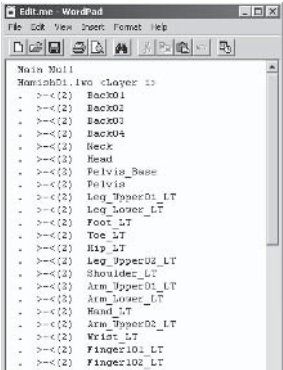 Edit.me - WordPad
File Edit View Insert Format Help
Main Null
Hamish01.lwo <Layer 1>
. >-<(2) Back01
. >-<(2) Back02
. >-<(2) Back03
. >-<(2) Back04
. >-<(2) Neck
. >-<(2) Head
. >-<(2) Pelvis_Base
. >-<(2) Pelvis
. >-<(2) Leg_Upper01_LT
. >-<(2) Leg_Lower_LT
. >-<(2) Foot_LT
. >-<(2) Toe_LT
. >-<(2) Hip_LT
. >-<(2) Leg_Upper02_LT
. >-<(2) Shoulder_LT
. >-<(2) Arm_Upper01_LT
. >-<(2) Arm_Lower_LT
. >-<(2) Hand_LT
. >-<(2) Arm_Upper02_LT
. >-<(2) Wrist_LT
. >-<(2) Finger101_LT
. >-<(2) Finger102_LT